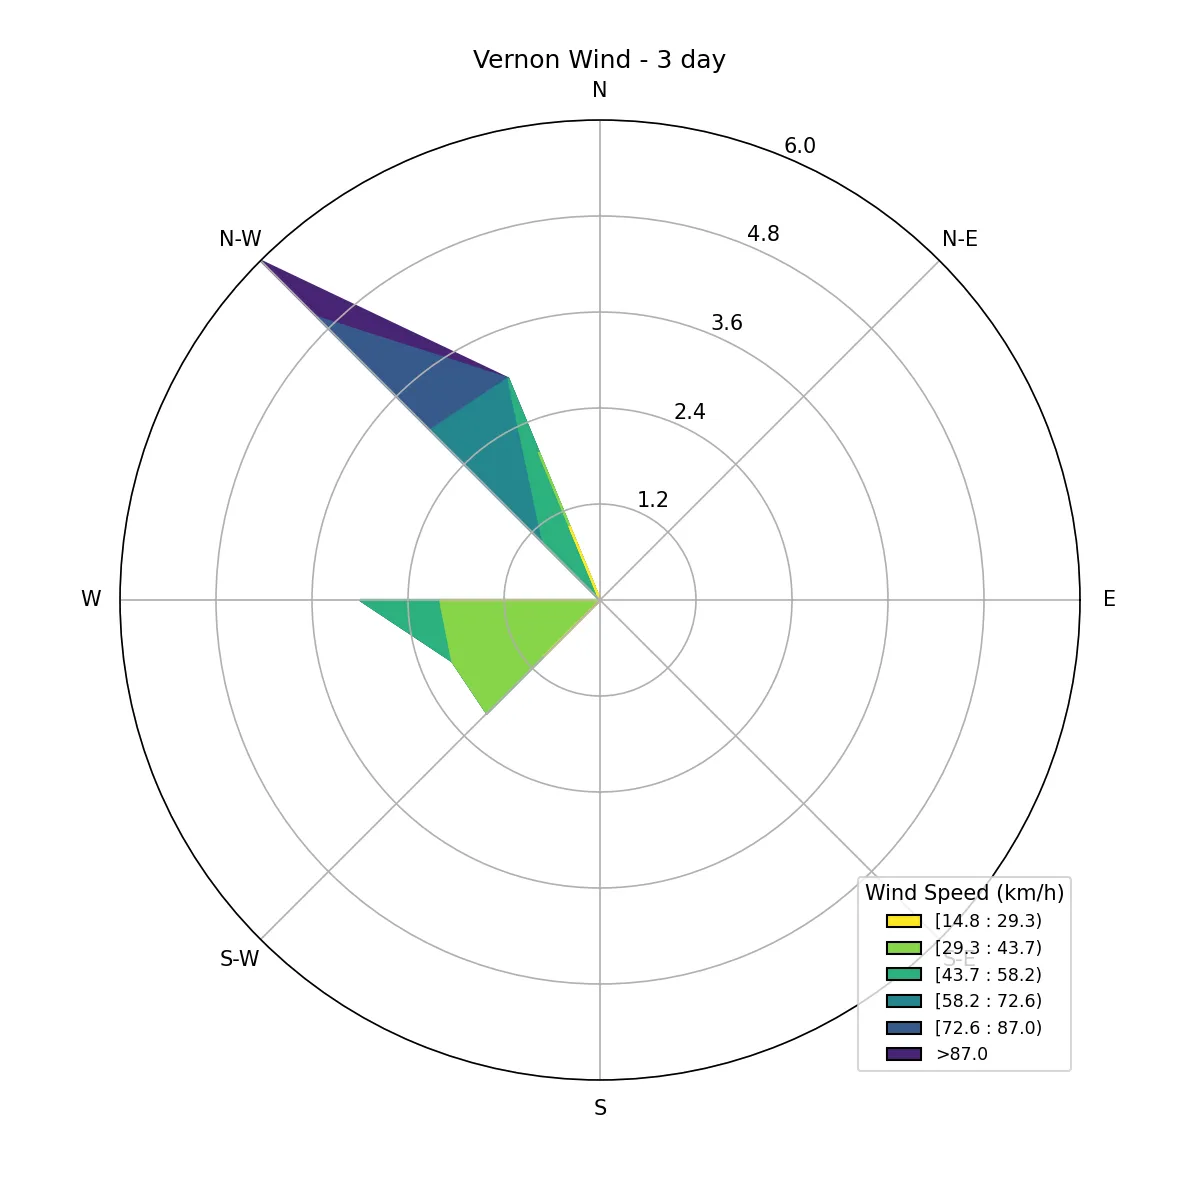 Vernon Wind - 3 day
N
6.0
N-W
N-E
4.8
3.6
2.4
1.2
W
E
Wind Speed (km/h)
[14.8 : 29.3)
[29.3 : 43.7)
S-W
S-E
[43.7 : 58.2)
[58.2 : 72.6)
[72.6 : 87.0)
>87.0
S